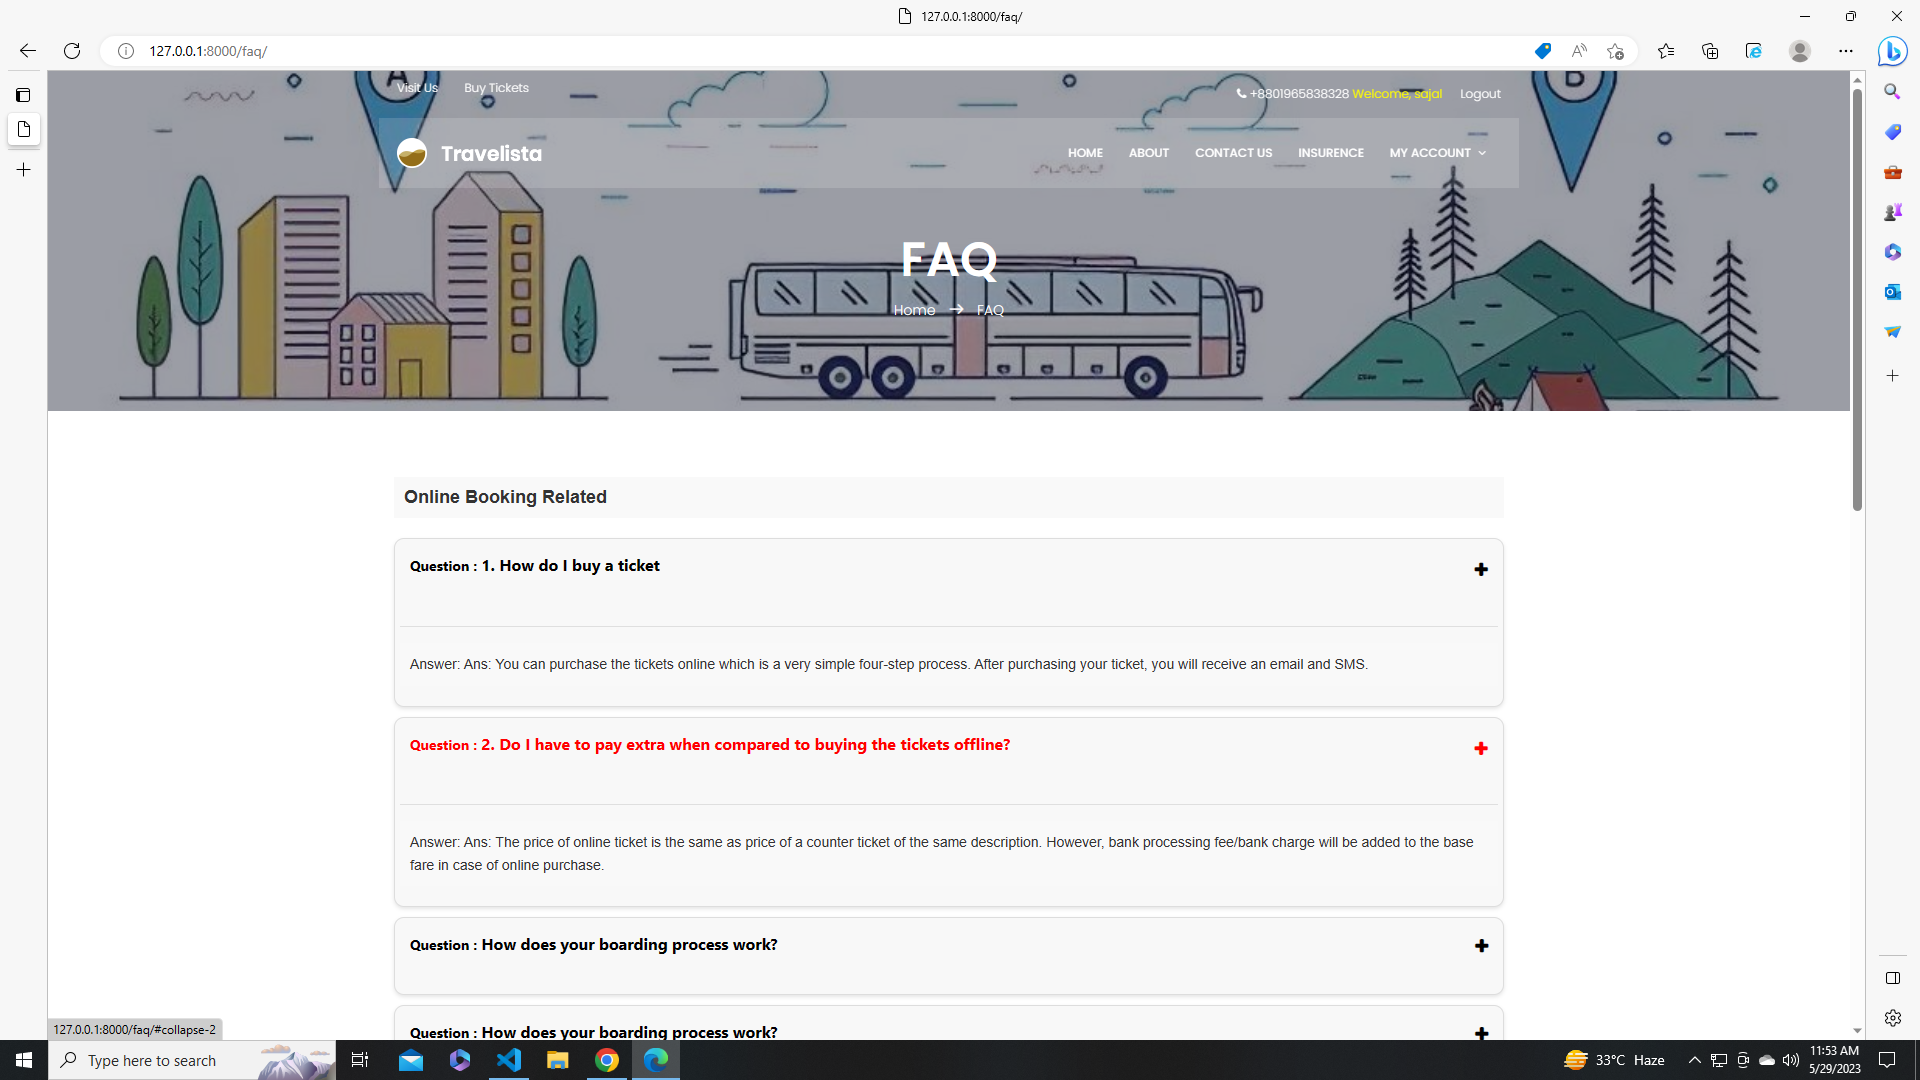 127.0.0.1:8000/faq/
127.0.0.1:8000/faq/
A
B
Visit Us
Buy Tickets
+8801965838328 Welcome, sajal
Logout
Travelista
HOME
ABOUT
CONTACT US
INSURENCE
MY ACCOUNT
FAQ
Home → FAQ
Online Booking Related
Question : 1. How do I buy a ticket
Answer: Ans: You can purchase the tickets online which is a very simple four-step process. After purchasing your ticket, you will receive an email and SMS.
Question : 2. Do I have to pay extra when compared to buying the tickets offline?
Answer: Ans: The price of online ticket is the same as price of a counter ticket of the same description. However, bank processing fee/bank charge will be added to the base
fare in case of online purchase.
Question : How does your boarding process work?
Question : How does your boarding process work?
127.0.0.1:8000/faq/#collapse-2
Type here to search
33°C Haze
11:53 AM
5/29/2023